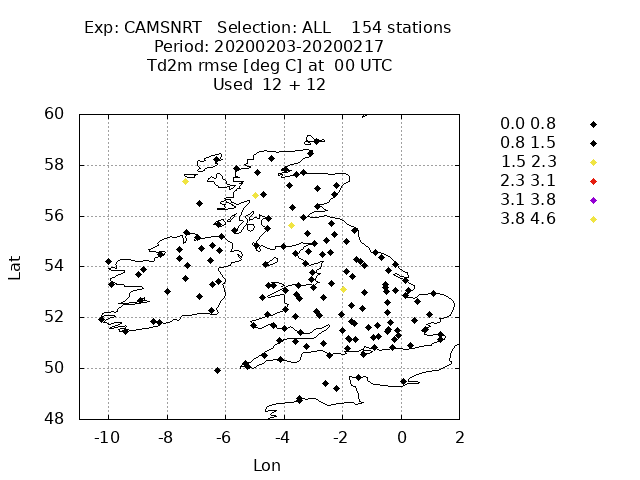 Exp: CAMSNRT   Selection: ALL    154 stations
Period: 20200203-20200217
Td2m rmse [deg C] at  00 UTC
Used  12 + 12
60
58
56
54
52
50
48
Lat
-10 -8 -6 -4 -2 0 2
Lon
0.0 0.8
0.8 1.5
1.5 2.3
2.3 3.1
3.1 3.8
3.8 4.6